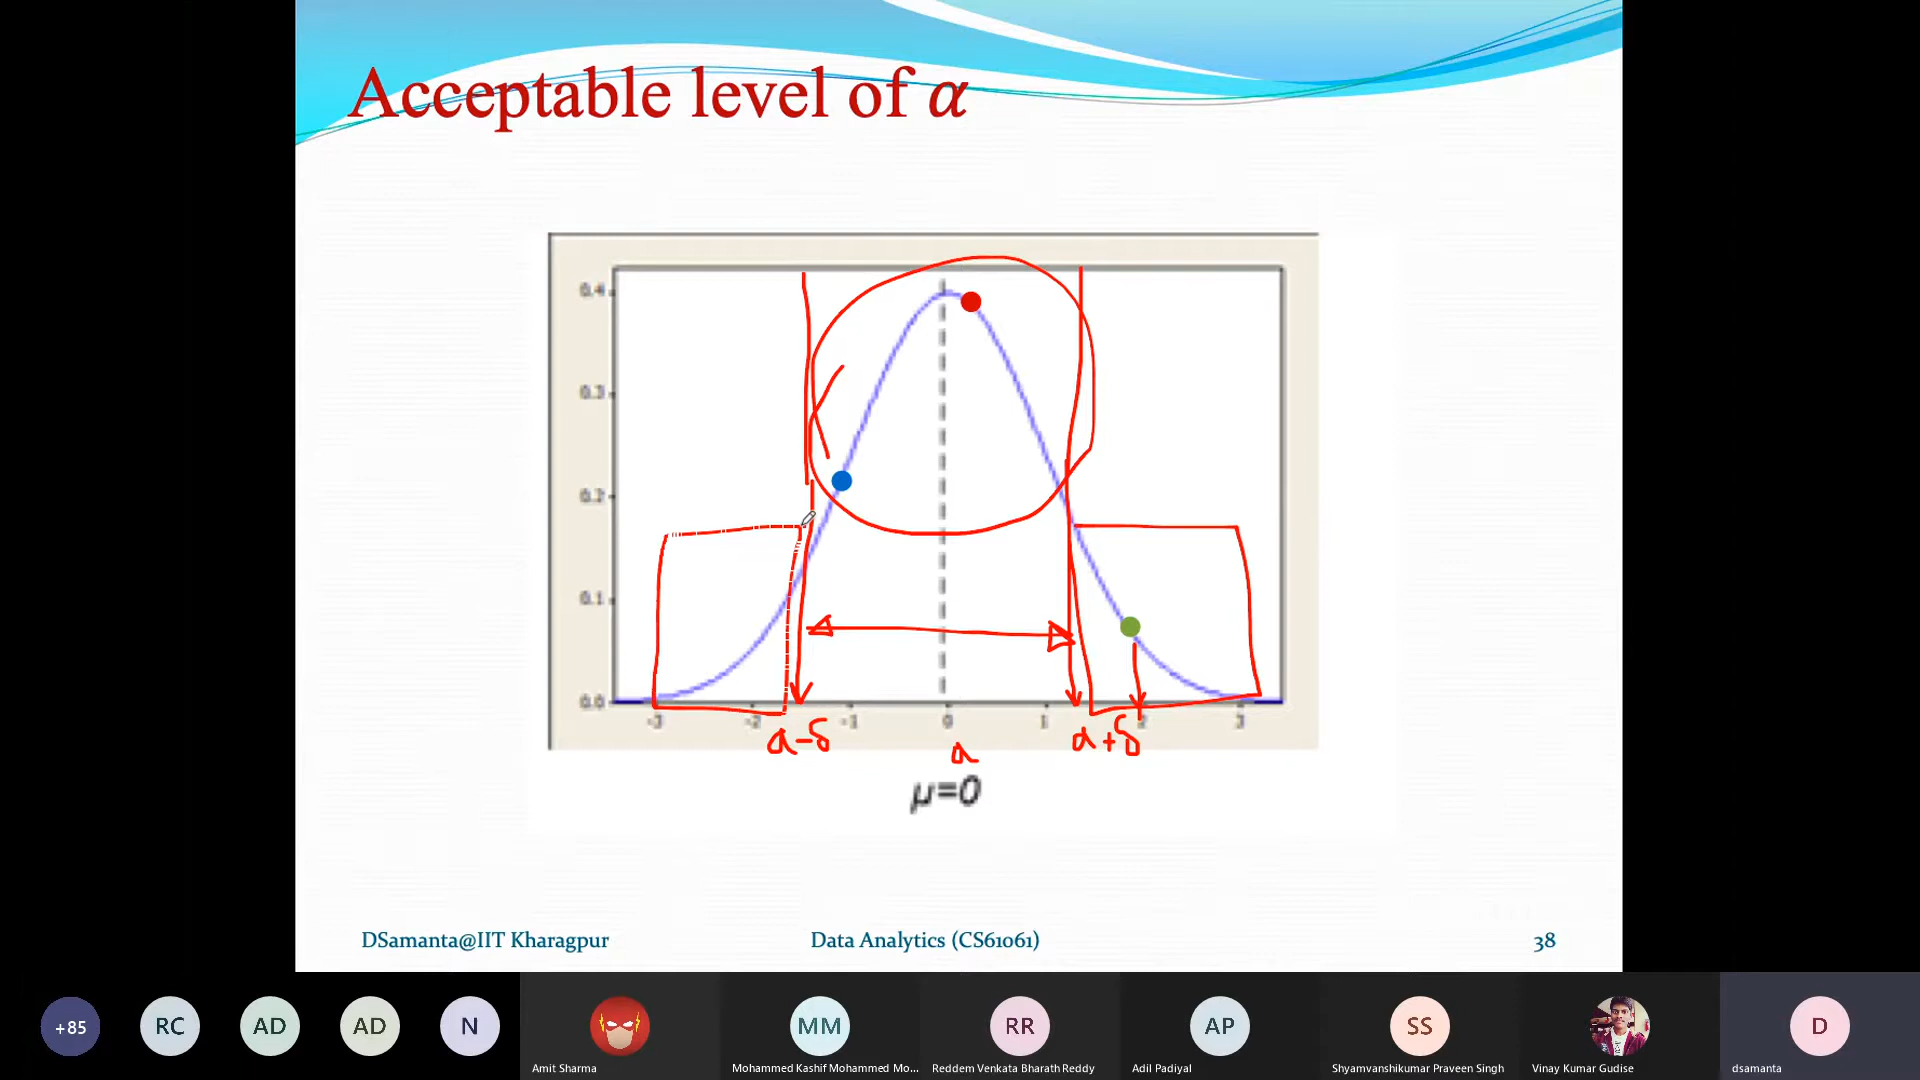 Acceptable level of α
0.4
0.3
0.2
0.1
0.0
-3 -2 -1 0 1 2 3
a-δ a a+δ
μ=0
DSamanta@IIT Kharagpur Data Analytics (CS61061) 38
+85 RC AD AD N MM RR AP SS D
Amit Sharma Mohammed Kashif Mohammed Mo... Reddem Venkata Bharath Reddy Adil Padiyal Shyamvanshikumar Praveen Singh Vinay Kumar Gudise dsamanta